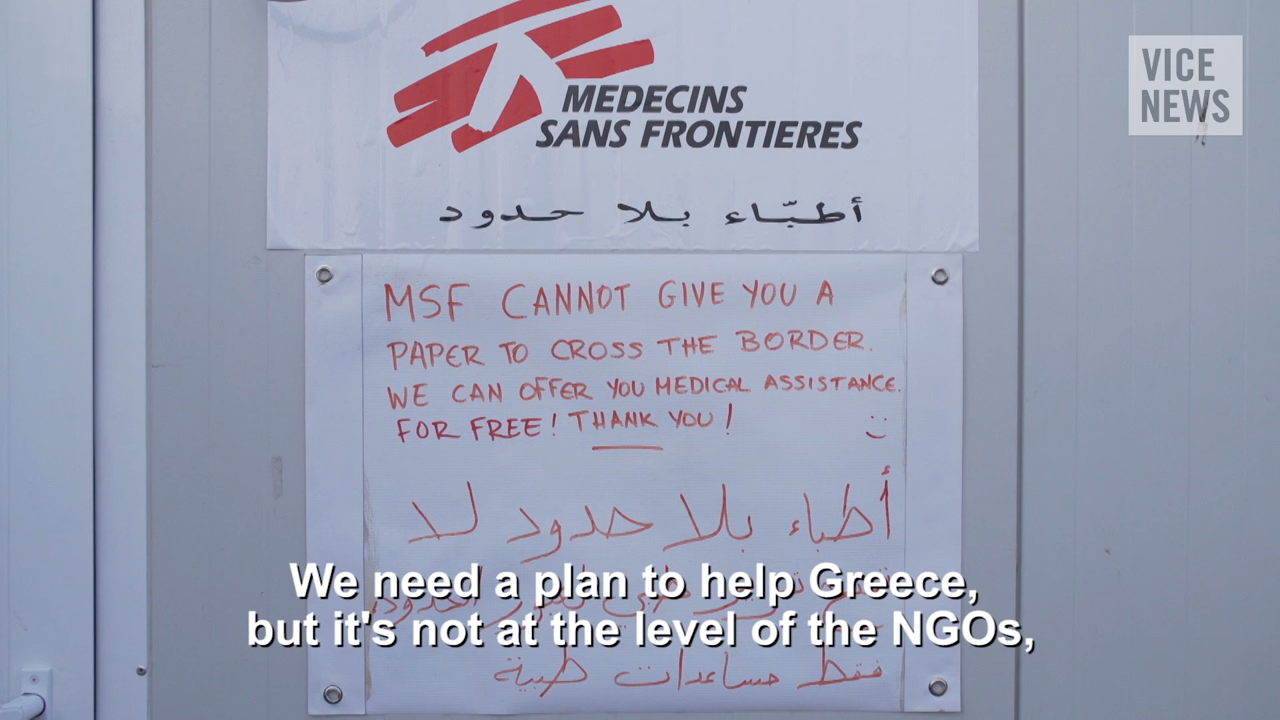 VICE
NEWS
MEDECINS
SANS FRONTIERES
أطبّاء بلا حدود
MSF CANNOT GIVE YOU A
PAPER TO CROSS THE BORDER.
WE CAN OFFER YOU MEDICAL ASSISTANCE.
FOR FREE! THANK YOU!
أطباء بلا حدود لا
الحدود
فقط مساعدات طبية
We need a plan to help Greece,
but it's not at the level of the NGOs,